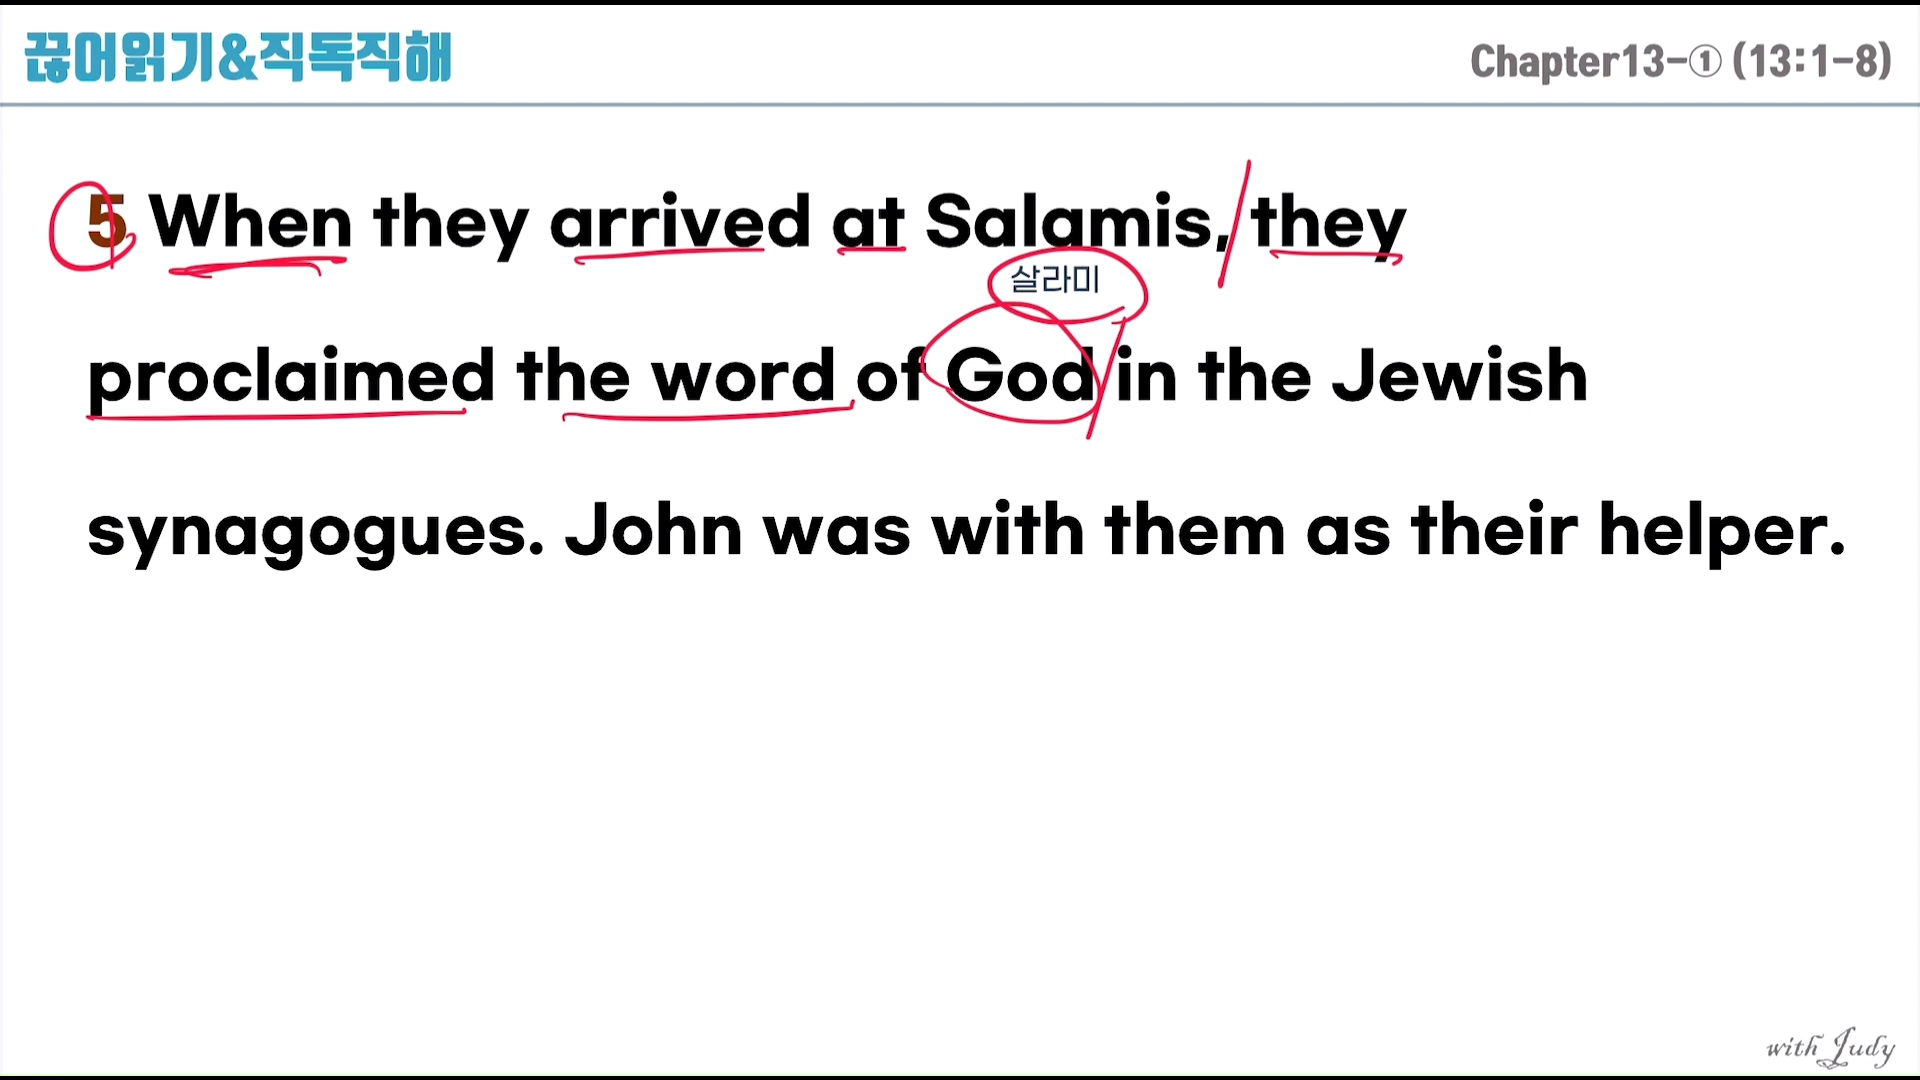 끊어읽기&직독직해
Chapter13-① (13:1-8)
5 When they arrived at Salamis, they
살라미
proclaimed the word of God in the Jewish
synagogues. John was with them as their helper.
with Judy